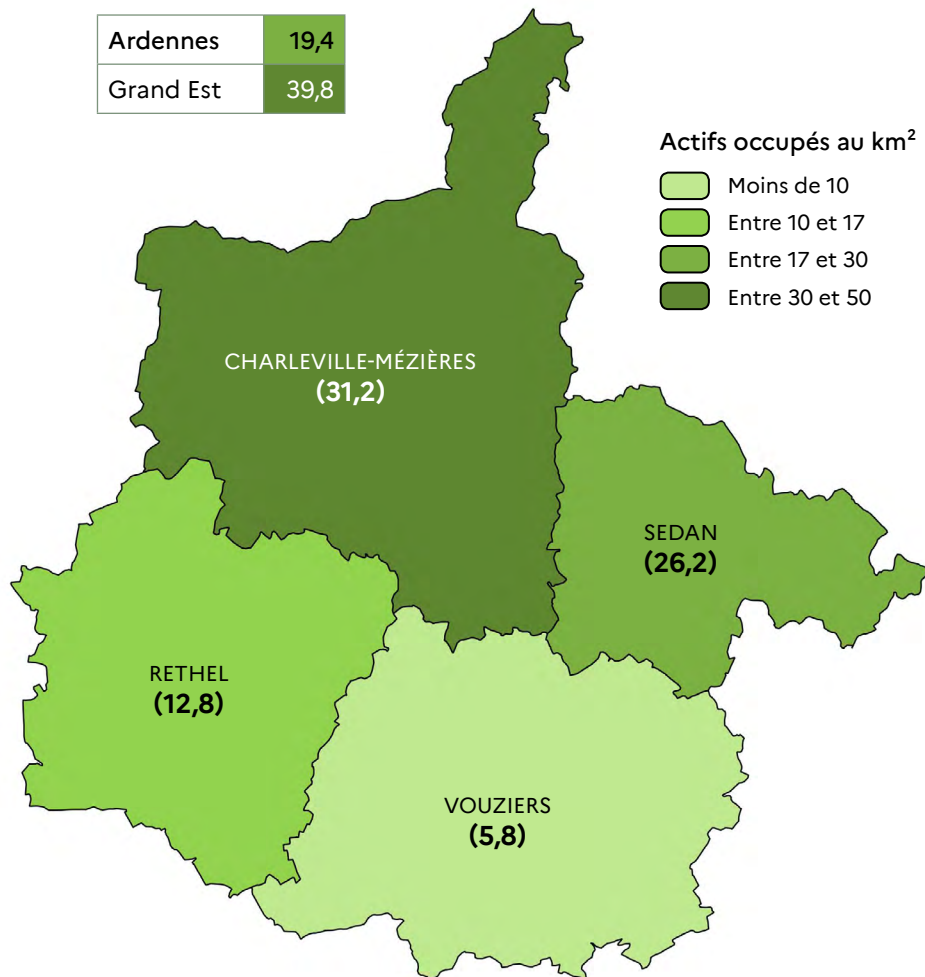 Ardennes 19,4
Grand Est 39,8
Actifs occupés au km²
Moins de 10
Entre 10 et 17
Entre 17 et 30
Entre 30 et 50
CHARLEVILLE-MÉZIÈRES
(31,2)
SEDAN
(26,2)
RETHEL
(12,8)
VOUZIERS
(5,8)